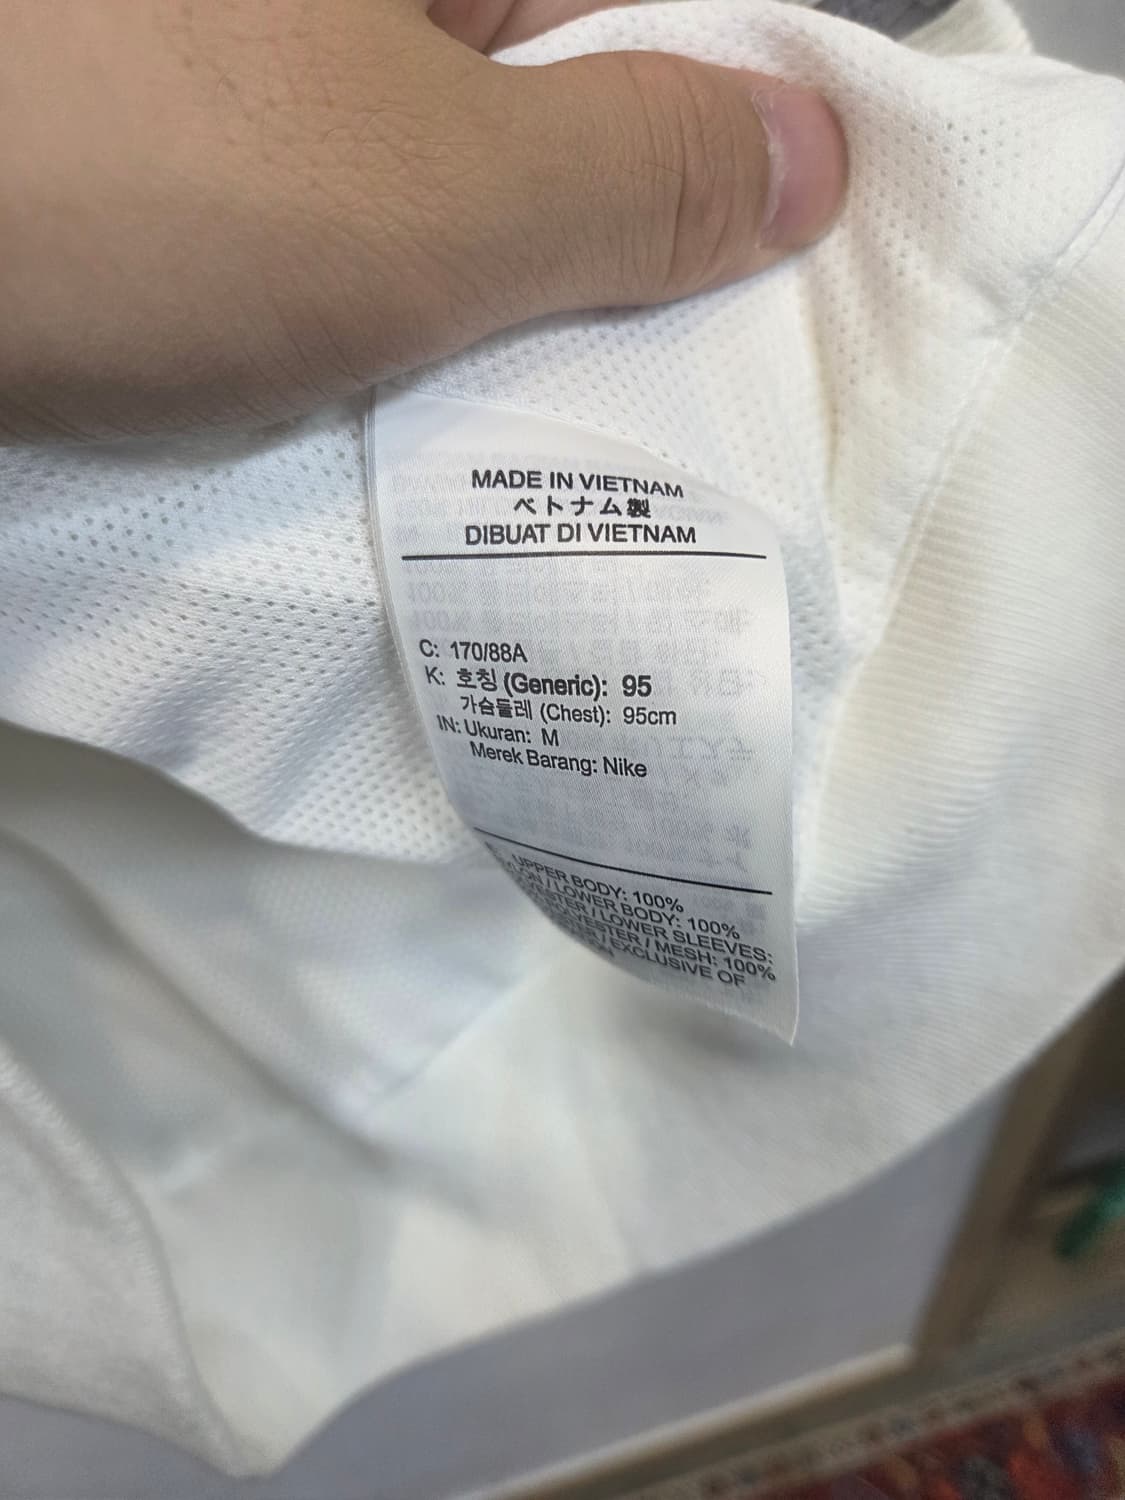 MADE IN VIETNAM
ベトナム製
DIBUAT DI VIETNAM
C: 170/88A
K: 호칭 (Generic): 95
가슴둘레 (Chest): 95cm
IN: Ukuran: M
Merek Barang: Nike
UPPER BODY: 100%
/ LOWER BODY: 100%
/ LOWER SLEEVES:
/ MESH: 100%
/ EXCLUSIVE OF